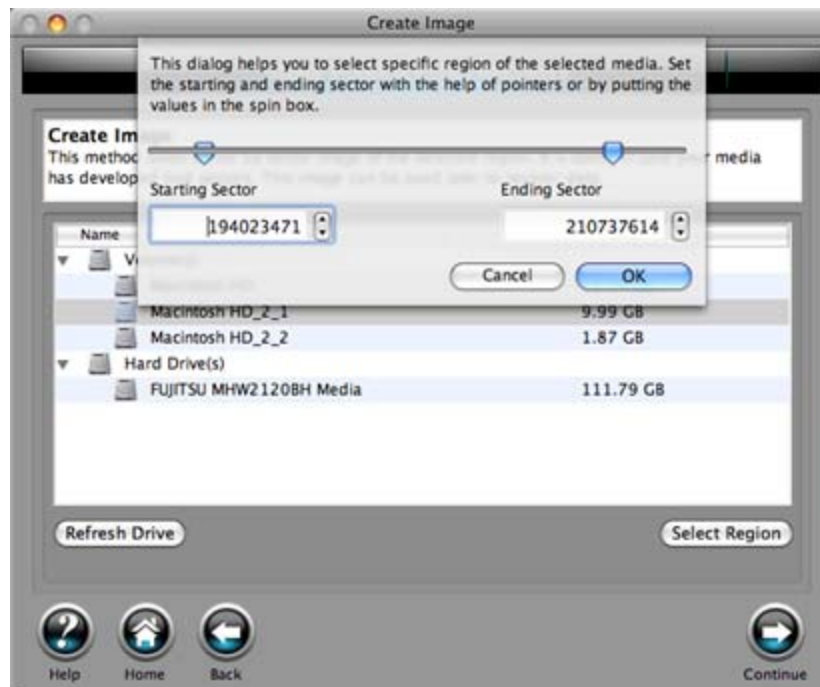 Create Image
This dialog helps you to select specific region of the selected media. Set
the starting and ending sector with the help of pointers or by putting the
values in the spin box.
Create Im
This method
media
has develop
Starting Sector
Ending Sector
194023471
210737614
Name
Cancel
OK
Macintosh HD_2_1
9.99 GB
Macintosh HD_2_2
1.87 GB
Hard Drive(s)
FUJITSU MHW2120BH Media
111.79 GB
Refresh Drive
Select Region
Help
Home
Back
Continue